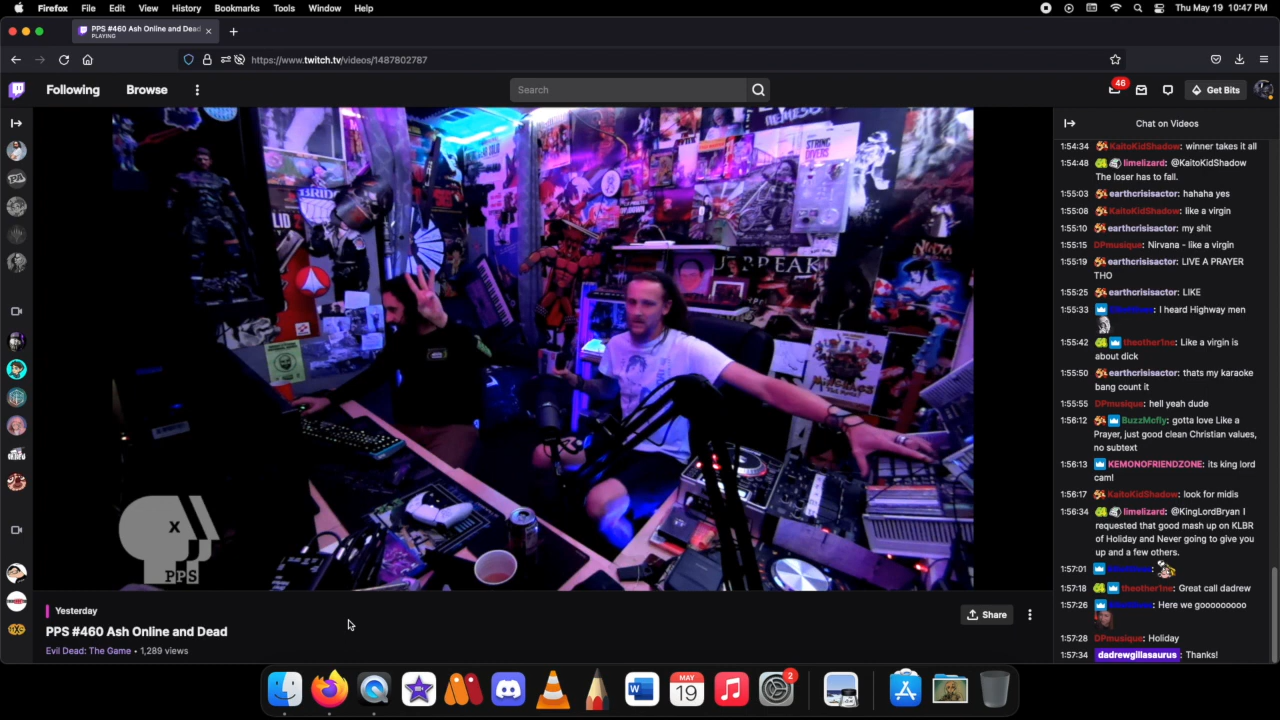 Firefox File Edit View History Bookmarks Tools Window Help
Thu May 19 10:47 PM
PPS #460 Ash Online and Dead
PLAYING
https://www.twitch.tv/videos/1487802787
Following Browse
Search
46
Get Bits
Chat on Videos
1:54:34 KaitoKidShadow: winner takes it all
1:54:48 limelizard: @KaitoKidShadow
The loser has to fall.
1:55:03 earthcrisisactor: hahaha yes
1:55:08 KaitoKidShadow: like a virgin
1:55:10 earthcrisisactor: my shit
1:55:15 DPmusique: Nirvana - like a virgin
1:55:19 earthcrisisactor: LIVE A PRAYER
THO
1:55:25 earthcrisisactor: LIKE
1:55:33 : I heard Highway men
1:55:42 theother1ne: Like a virgin is
about dick
1:55:50 earthcrisisactor: thats my karaoke
bang count it
1:55:55 DPmusique: hell yeah dude
1:56:12 BuzzMcfly: gotta love Like a
Prayer, just good clean Christian values,
no subtext
1:56:13 KEMONOFRIENDZONE: its king lord
cam!
1:56:17 KaitoKidShadow: look for midis
1:56:34 limelizard: @KingLordBryan I
requested that good mash up on KLBR
of Holiday and Never going to give you
up and a few others.
1:57:01 :
1:57:18 theother1ne: Great call dadrew
1:57:26 : Here we gooooooooo
1:57:28 DPmusique: Holiday
1:57:34 dadrewgillasaurus : Thanks!
STRING
DIVERS
NEMESIS
BREAK
NINJA
X
PPS
Yesterday
Share
PPS #460 Ash Online and Dead
Evil Dead: The Game • 1,289 views
MAY
19
2